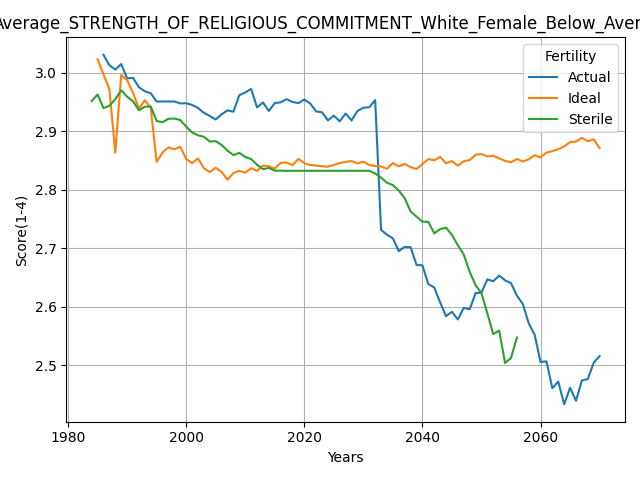 Average_STRENGTH_OF_RELIGIOUS_COMMITMENT_White_Female_Below_Aver
Fertility
Actual
Ideal
Sterile
Score(1-4)
3.0
2.9
2.8
2.7
2.6
2.5
1980 2000 2020 2040 2060
Years